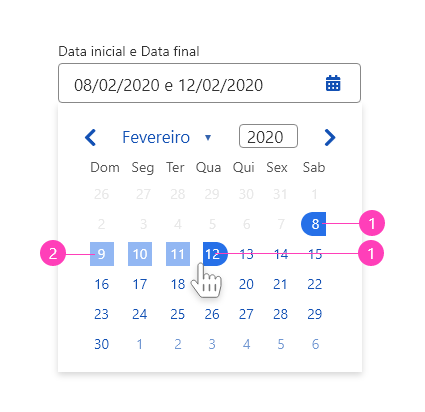 Data inicial e Data final
08/02/2020 e 12/02/2020
Fevereiro 2020
Dom Seg Ter Qua Qui Sex Sab
26 27 28 29 30 31 1
2 3 4 5 6 7 8 1
2 9 10 11 12 13 14 15 1
16 17 18 20 21 22
23 24 25 26 27 28 29
30 1 2 3 4 5 6